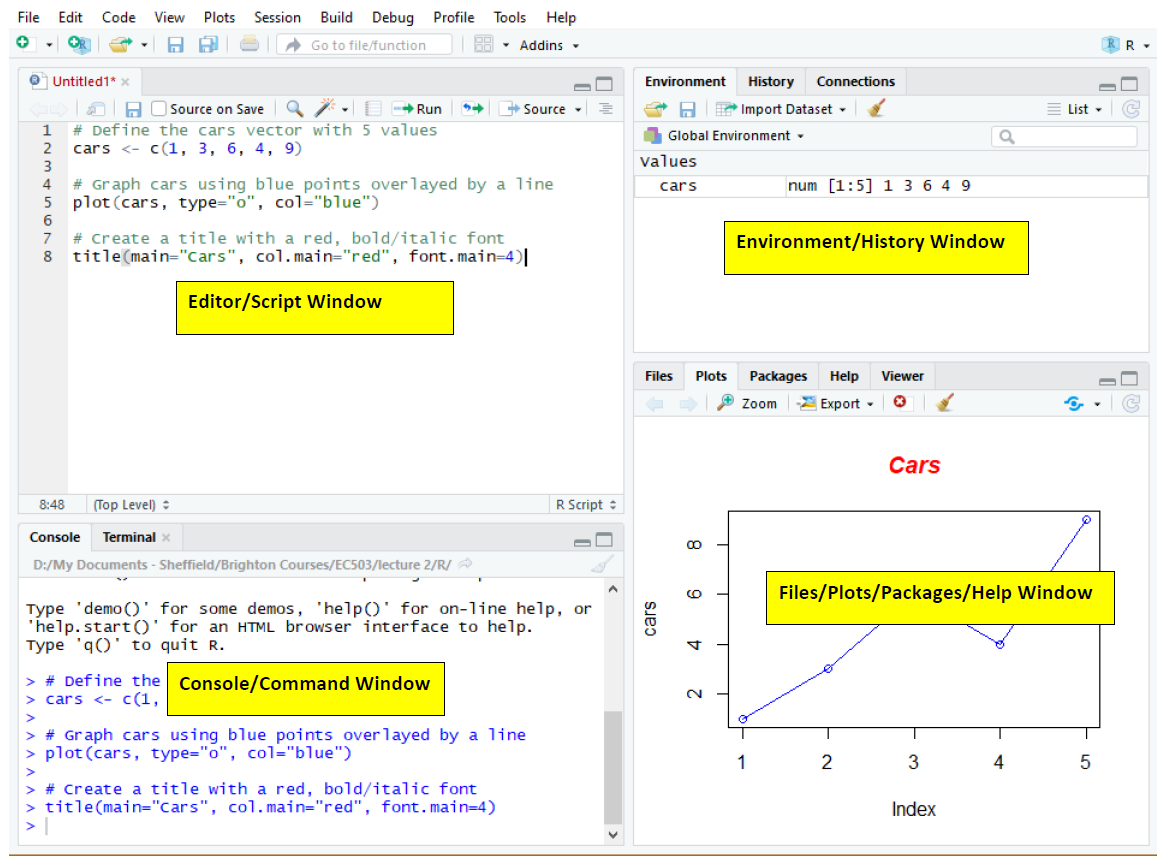 File Edit Code View Plots Session Build Debug Profile Tools Help
Go to file/function Addins R
Untitled1*
Source on Save Run Source
1 # Define the cars vector with 5 values
2 cars <- c(1, 3, 6, 4, 9)
3
4 # Graph cars using blue points overlayed by a line
5 plot(cars, type="o", col="blue")
6
7 # Create a title with a red, bold/italic font
8 title(main="Cars", col.main="red", font.main=4)
Editor/Script Window
8:48 (Top Level) R Script
Console Terminal
D:/My Documents - Sheffield/Brighton Courses/EC503/lecture 2/R/
Type 'demo()' for some demos, 'help()' for on-line help, or
'help.start()' for an HTML browser interface to help.
Type 'q()' to quit R.
> # Define the
> cars <- c(1,
Console/Command Window
>
> # Graph cars using blue points overlayed by a line
> plot(cars, type="o", col="blue")
>
> # Create a title with a red, bold/italic font
> title(main="Cars", col.main="red", font.main=4)
>
Environment History Connections
Import Dataset List
Global Environment
Values
cars num [1:5] 1 3 6 4 9
Environment/History Window
Files Plots Packages Help Viewer
Zoom Export
Cars
8
6
4
2
cars
Files/Plots/Packages/Help Window
1 2 3 4 5
Index